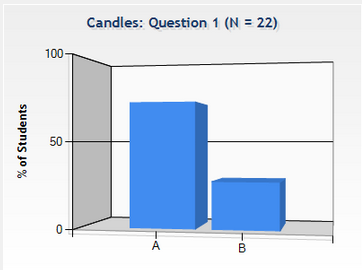 Candles: Question 1 (N = 22)
% of Students
100
50
0
A
B